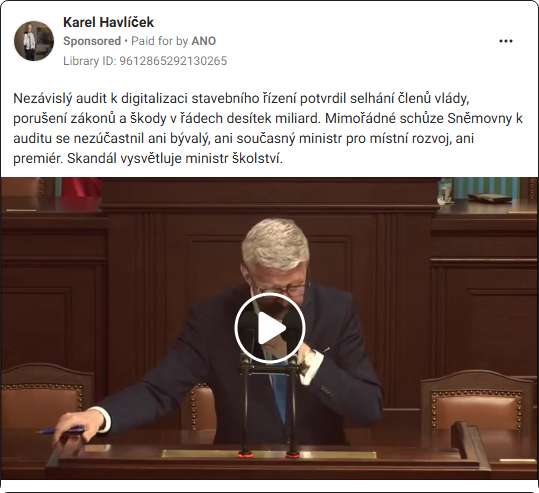 Karel Havlíček
Sponsored • Paid for by ANO
Library ID: 9612865292130265
Nezávislý audit k digitalizaci stavebního řízení potvrdil selhání členů vlády,
porušení zákonů a škody v řádech desítek miliard. Mimořádné schůze Sněmovny k
auditu se nezúčastnil ani bývalý, ani současný ministr pro místní rozvoj, ani
premiér. Skandál vysvětluje ministr školství.